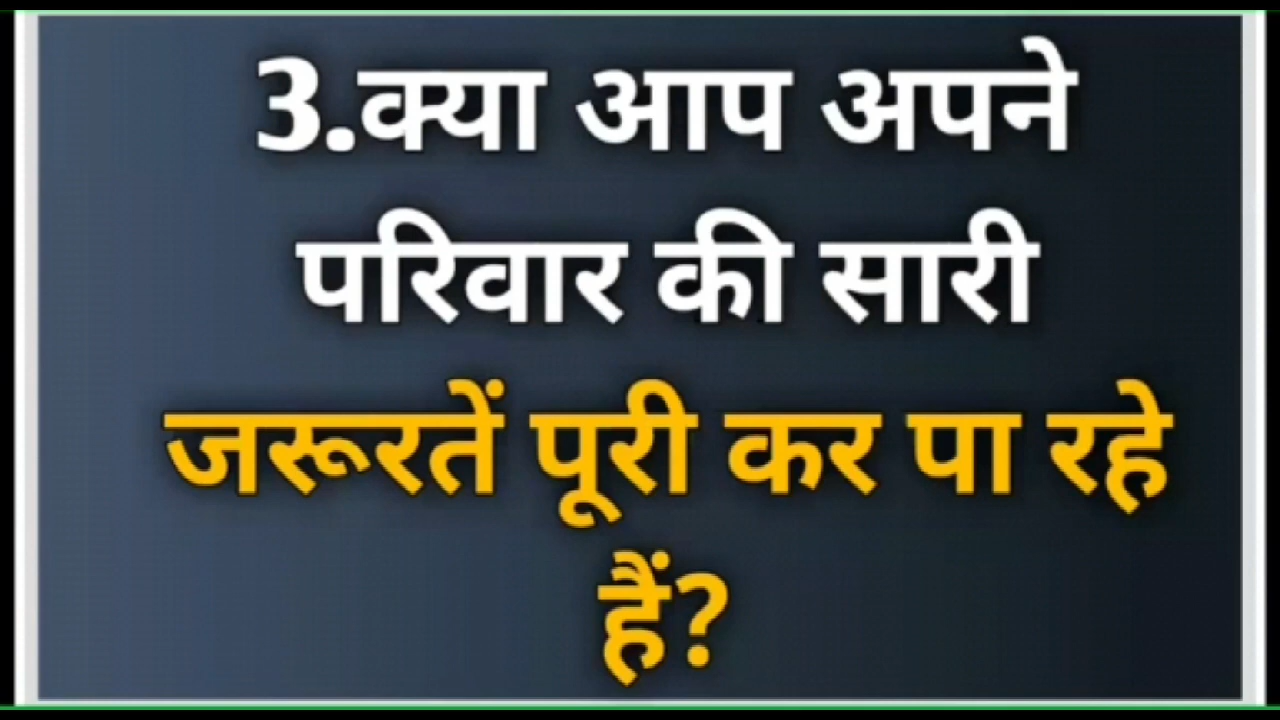 3.क्या आप अपने
परिवार की सारी
जरूरतें पूरी कर पा रहे
हैं?